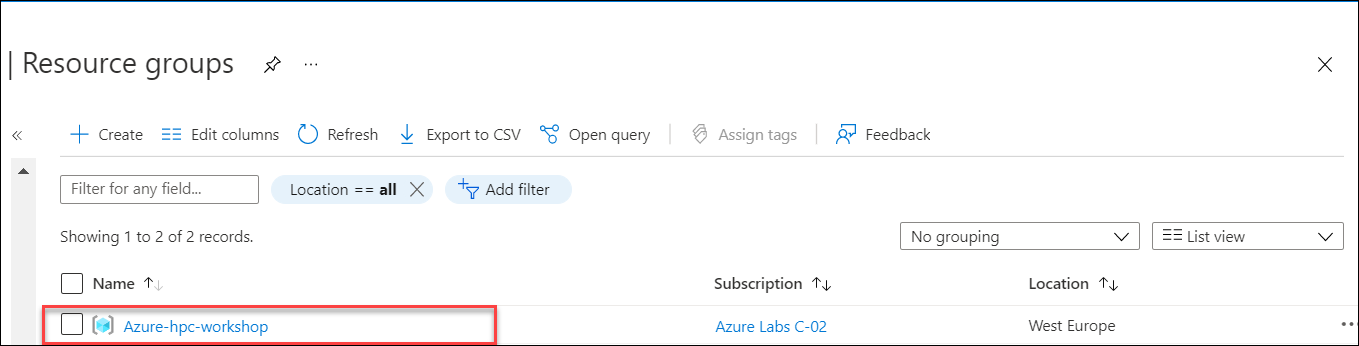 | Resource groups
Create Edit columns Refresh Export to CSV Open query Assign tags Feedback
Filter for any field... Location == all Add filter
Showing 1 to 2 of 2 records. No grouping List view
Name Subscription Location
Azure-hpc-workshop Azure Labs C-02 West Europe